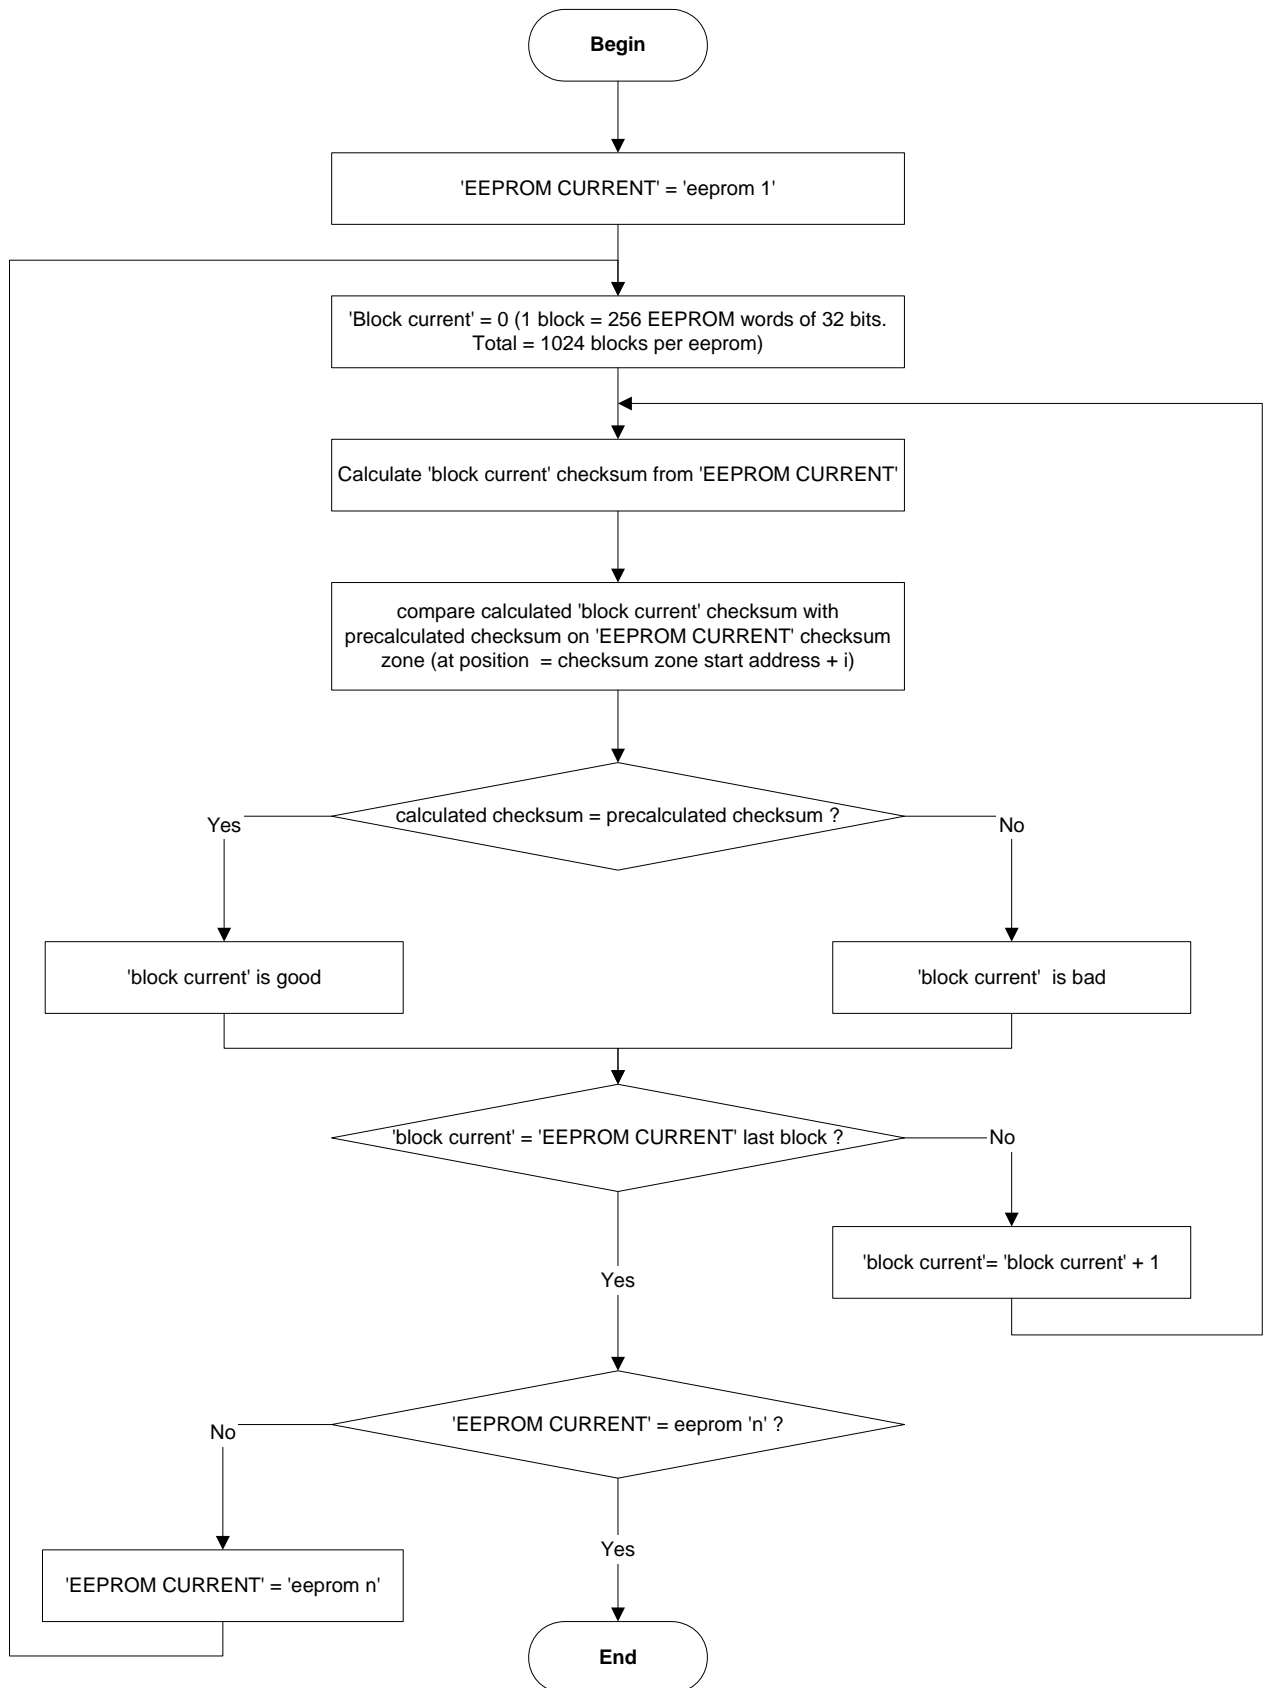 Begin
'EEPROM CURRENT' = 'eeprom 1'
'Block current' = 0 (1 block = 256 EEPROM words of 32 bits.
Total = 1024 blocks per eeprom)
Calculate 'block current' checksum from 'EEPROM CURRENT'
compare calculated 'block current' checksum with
precalculated checksum on 'EEPROM CURRENT' checksum
zone (at position  = checksum zone start address + i)
calculated checksum = precalculated checksum ?
Yes
No
'block current' is good
'block current'  is bad
'block current' = 'EEPROM CURRENT' last block ?
No
'block current'= 'block current' + 1
Yes
'EEPROM CURRENT' = eeprom 'n' ?
No
Yes
'EEPROM CURRENT' = 'eeprom n'
End